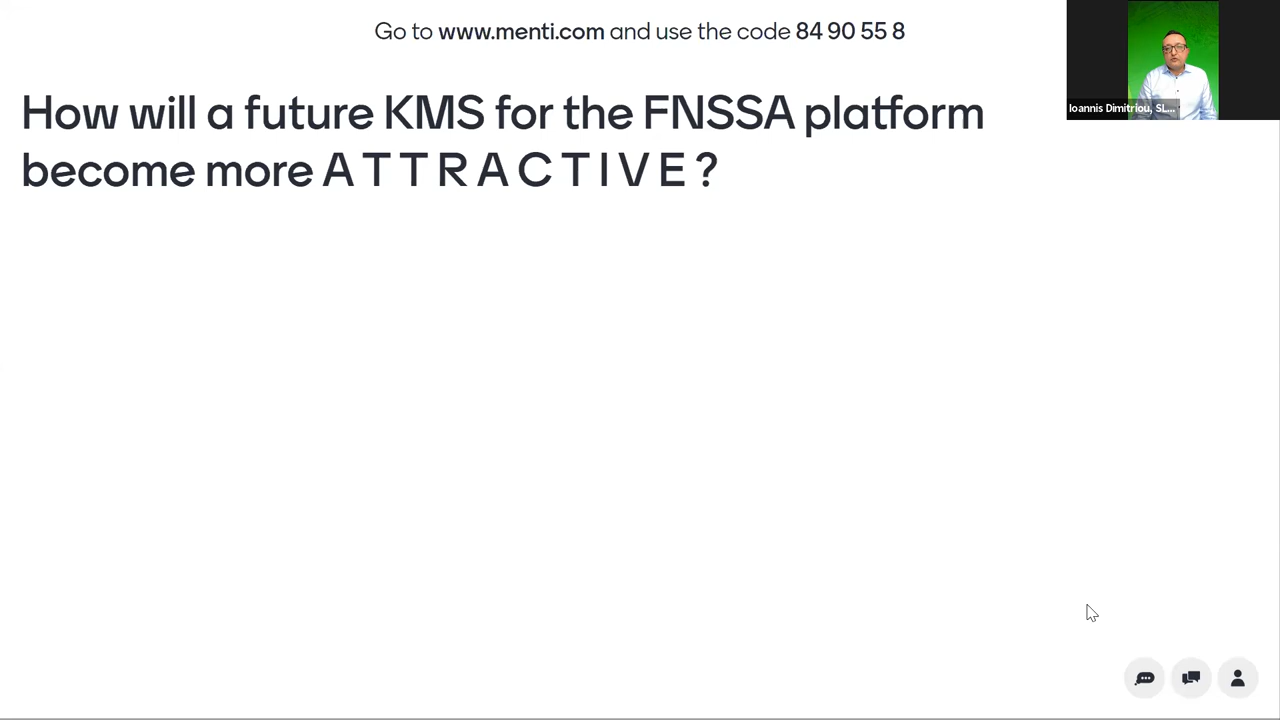 Go to www.menti.com and use the code 84 90 55 8
Ioannis Dimitriou, SL...
How will a future KMS for the FNSSA platform
become more A T T R A C T I V E ?